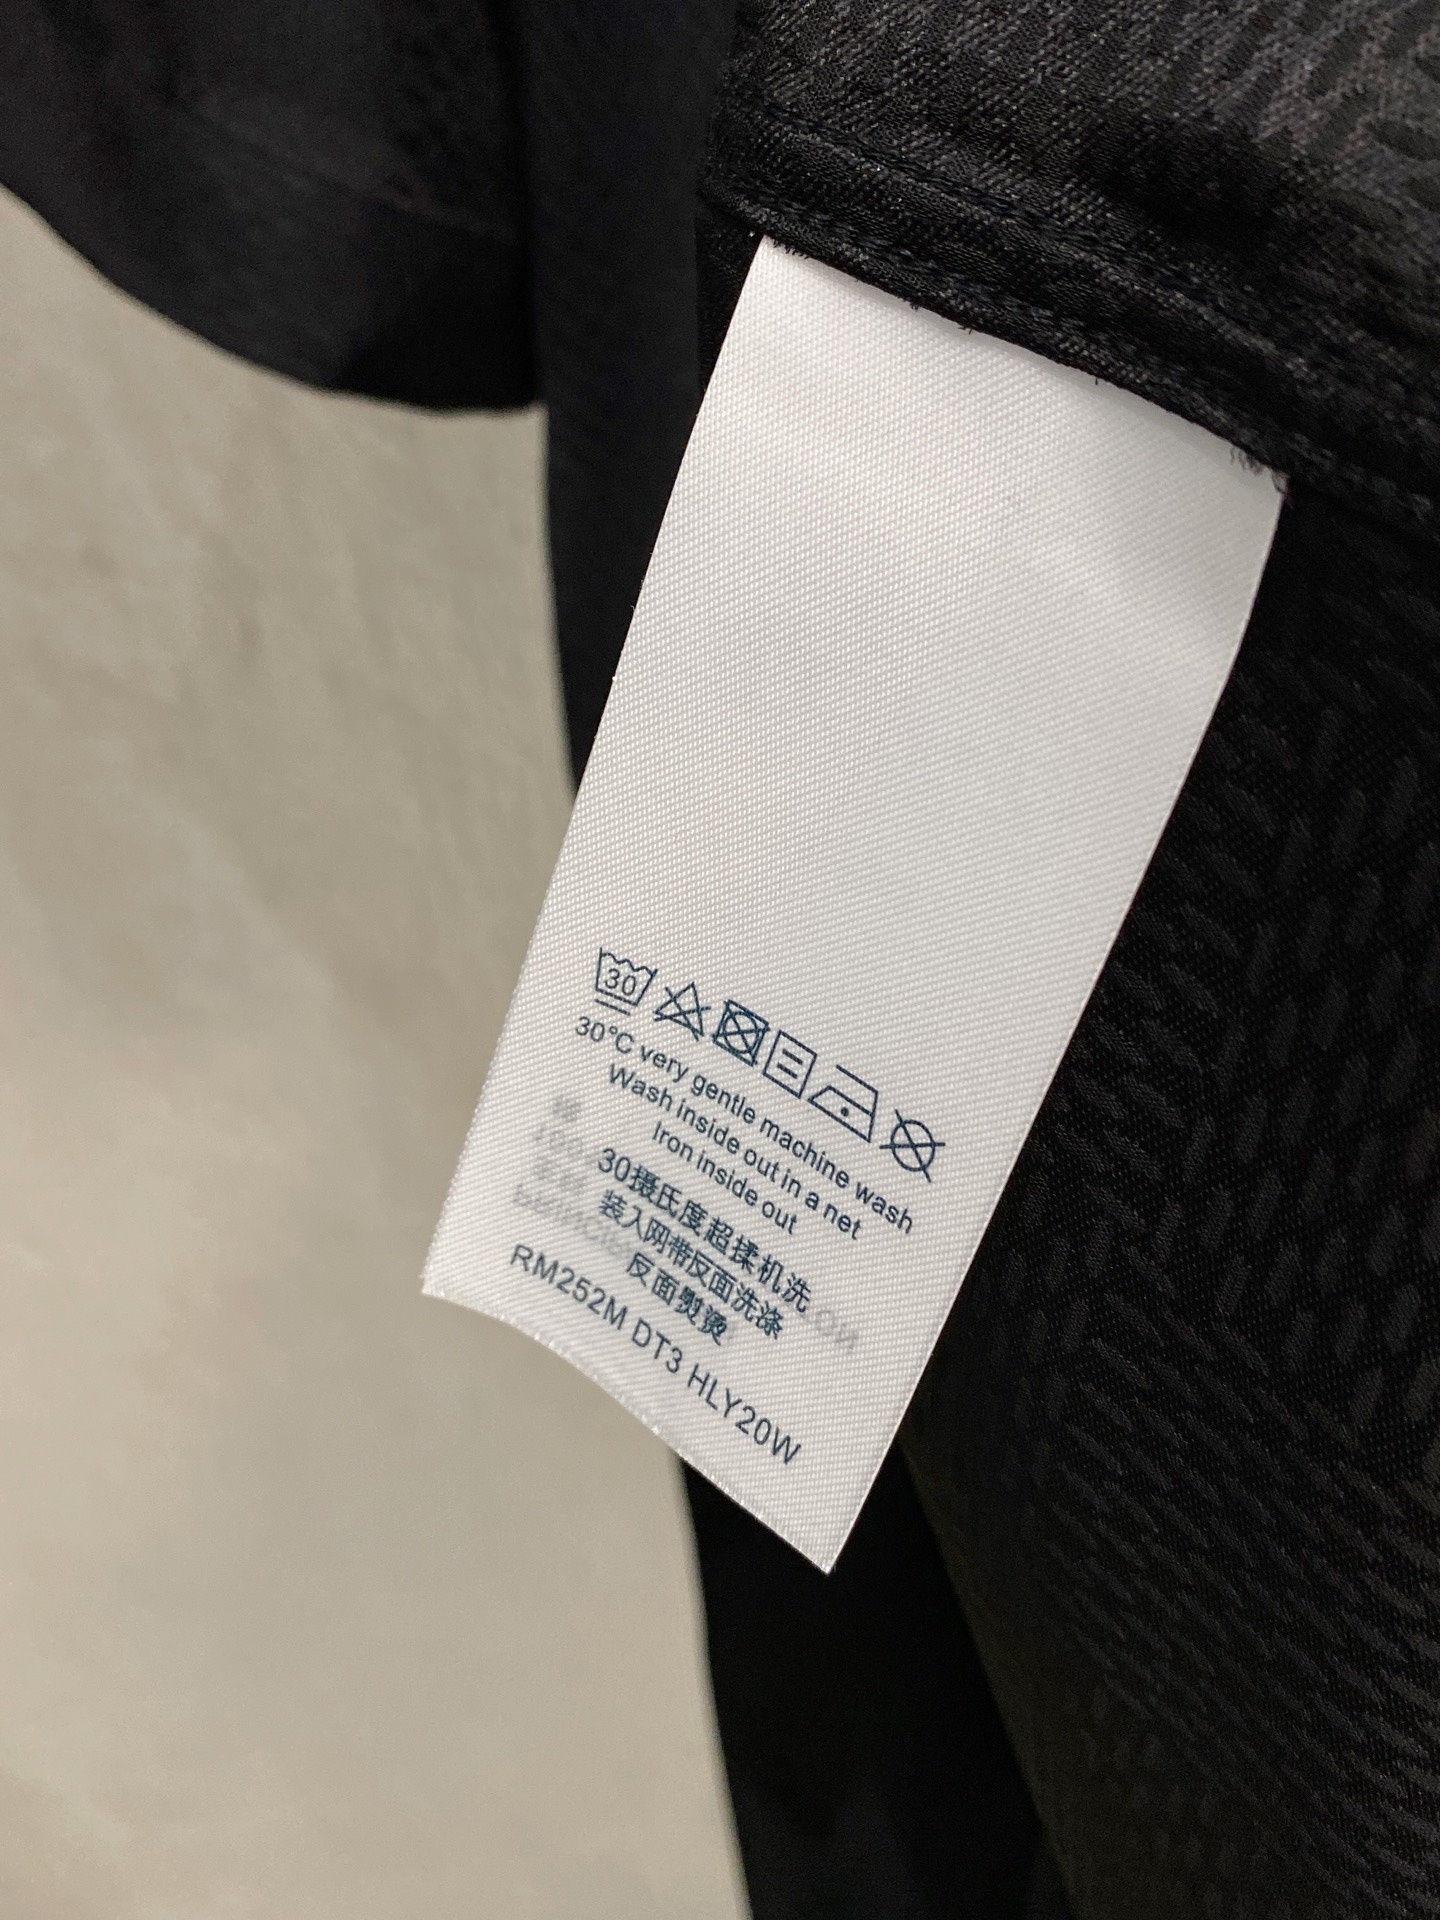 30
30°C very gentle machine wash
Wash inside out in a net
Iron inside out
30摄氏度超揉机洗
装入网带反面洗涤
反面熨烫
RM252M DT3 HLY20W